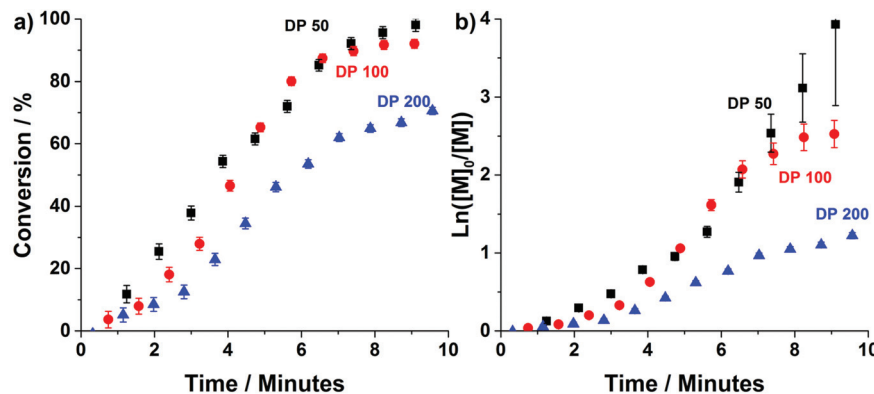 a)
100
80
60
40
20
0
Conversion / %
DP 50
DP 100
DP 200
0 2 4 6 8 10
Time / Minutes
b)
4
3
2
1
0
Ln([M]₀/[M])
DP 50
DP 100
DP 200
0 2 4 6 8 10
Time / Minutes